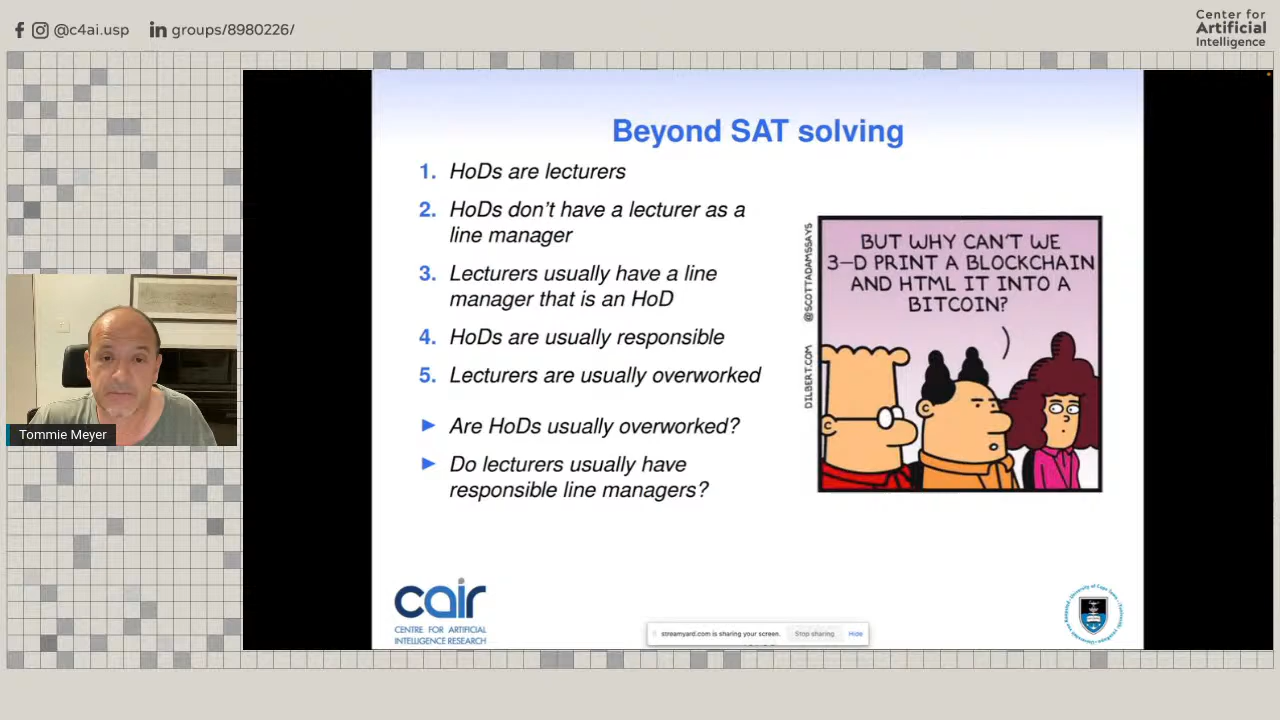 @c4ai.usp
groups/8980226/
Center for
Artificial
Intelligence
Beyond SAT solving
1. HoDs are lecturers
2. HoDs don't have a lecturer as a
line manager
3. Lecturers usually have a line
manager that is an HoD
4. HoDs are usually responsible
5. Lecturers are usually overworked
Are HoDs usually overworked?
Do lecturers usually have
responsible line managers?
BUT WHY CAN'T WE
3-D PRINT A BLOCKCHAIN
AND HTML IT INTO A
BITCOIN?
@SCOTTADAMSSAYS
DILBERT.COM
Tommie Meyer
cair
CENTRE FOR ARTIFICIAL
INTELLIGENCE RESEARCH
streamyard.com is sharing your screen.
Stop sharing
Hide